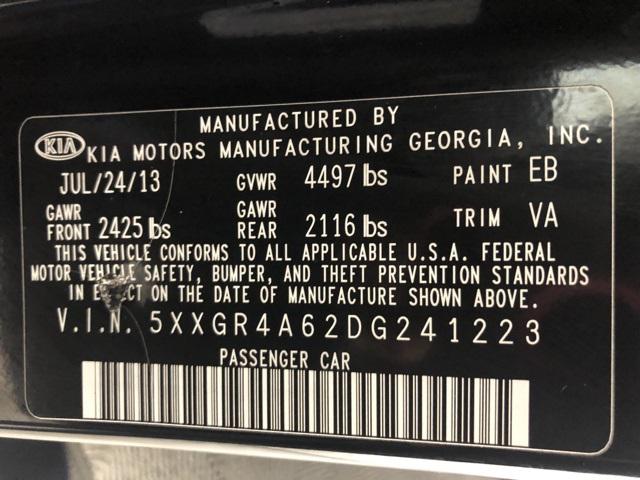 MANUFACTURED BY
KIA KIA MOTORS MANUFACTURING GEORGIA, INC.
JUL/24/13 GVWR 4497 lbs PAINT EB
GAWR FRONT 2425 lbs GAWR REAR 2116 lbs TRIM VA
THIS VEHICLE CONFORMS TO ALL APPLICABLE U.S.A. FEDERAL
MOTOR VEHICLE SAFETY, BUMPER, AND THEFT PREVENTION STANDARDS
IN EFFECT ON THE DATE OF MANUFACTURE SHOWN ABOVE.
V.I.N. 5XXGR4A62DG241223
PASSENGER CAR